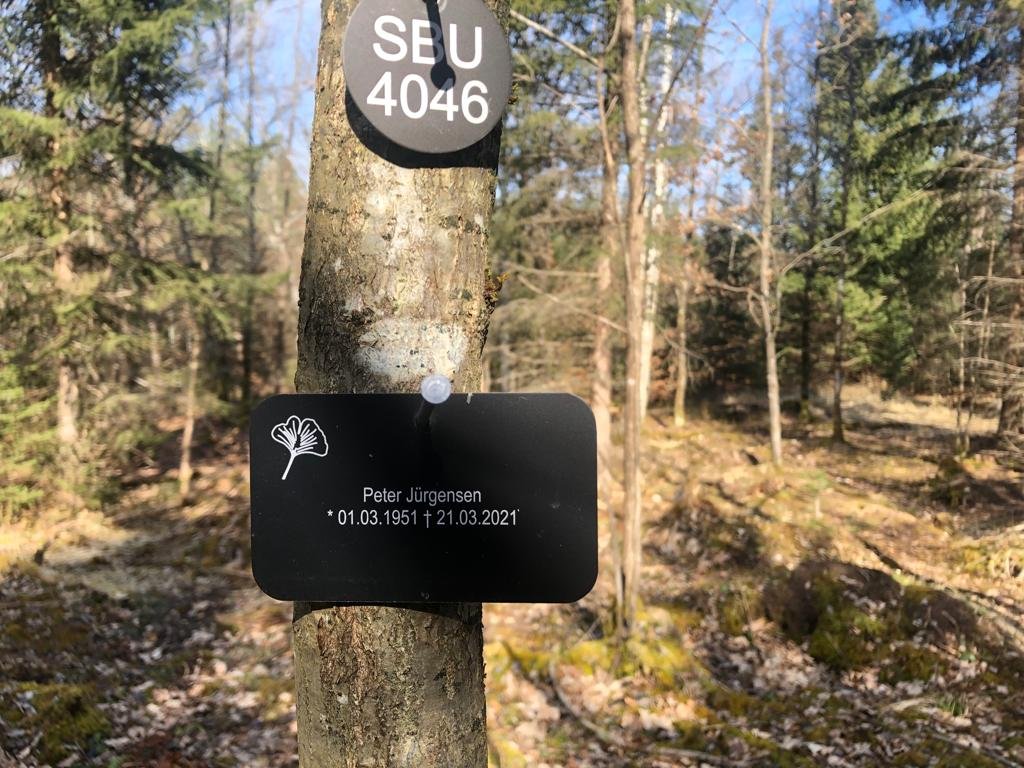 SBU
4046
Peter Jürgensen
* 01.03.1951 † 21.03.2021